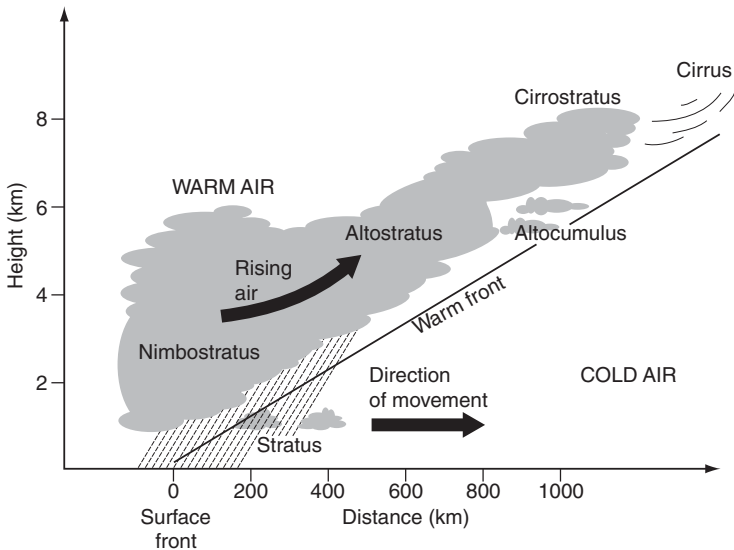 Cirrus
Cirrostratus
8
WARM AIR
6
Altostratus
Altocumulus
Height (km)
Rising
air
4
Warm front
Nimbostratus
2
Direction
of movement
COLD AIR
Stratus
0 200 400 600 800 1000
Surface
front
Distance (km)